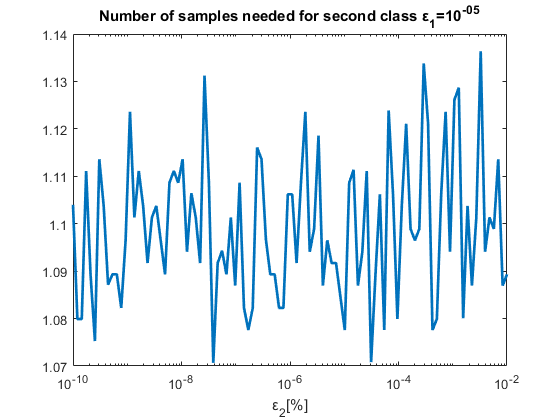 Number of samples needed for second class ε₁=10⁻⁰⁵
1.14
1.13
1.12
1.11
1.1
1.09
1.08
1.07
10⁻¹⁰ 10⁻⁸ 10⁻⁶ 10⁻⁴ 10⁻²
ε₂[%]